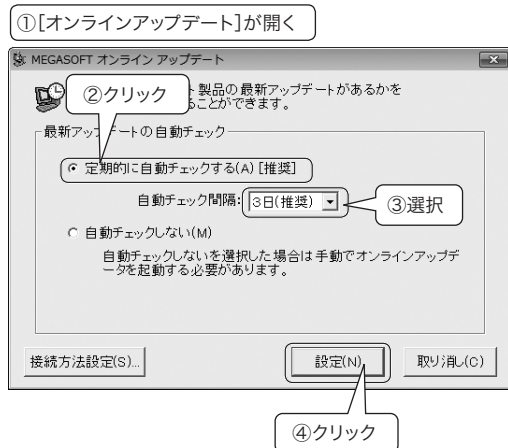 ①[オンラインアップデート]が開く
MEGASOFT オンライン アップデート
②クリック
製品の最新アップデートがあるかを
ることができます。
最新アップデートの自動チェック
定期的に自動チェックする(A) [推奨]
自動チェック間隔: 3日(推奨)
③選択
自動チェックしない(M)
自動チェックしないを選択した場合は手動でオンラインアップデ
ータを起動する必要があります。
接続方法設定(S)...
設定(N)
取り消し(C)
④クリック